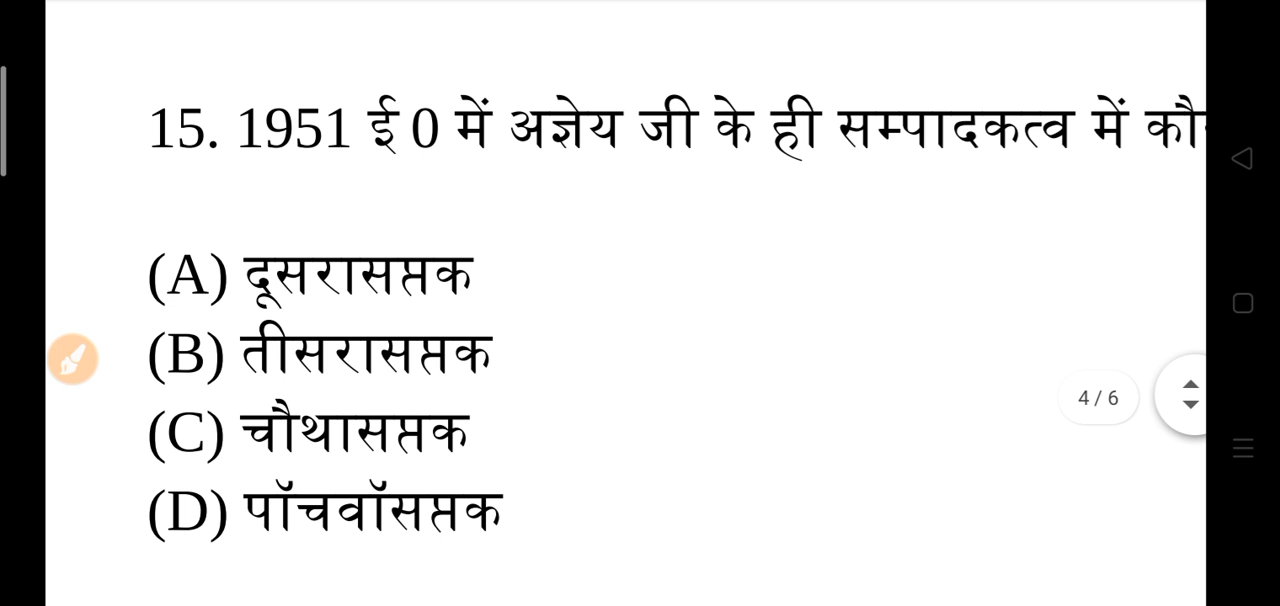 15. 1951 ई 0 में अज्ञेय जी के ही सम्पादकत्व में
(A) दूसरासप्तक
(B) तीसरासप्तक
(C) चौथासप्तक
(D) पॉचवॉसप्तक
4 / 6